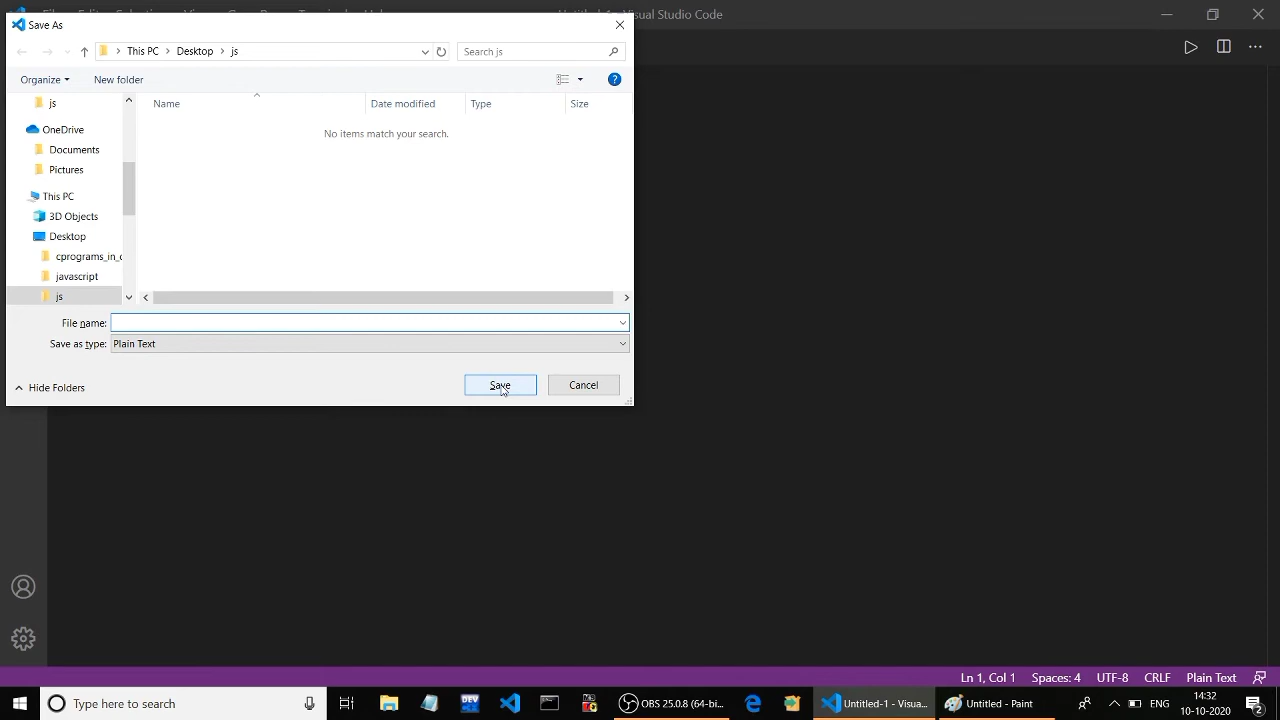 Save As
Untitled-1 - Visual Studio Code
This PC > Desktop > js
Search js
Organize New folder
js
OneDrive
Documents
Pictures
This PC
3D Objects
Desktop
cprograms_in_c
javascript
js
Name Date modified Type Size
No items match your search.
File name:
Save as type: Plain Text
Hide Folders
Save Cancel
Ln 1, Col 1 Spaces: 4 UTF-8 CRLF Plain Text
Type here to search
DEV
OBS 25.0.8 (64-bi...
Untitled-1 - Visua...
Untitled - Paint
ENG
14:32
10-10-2020
2